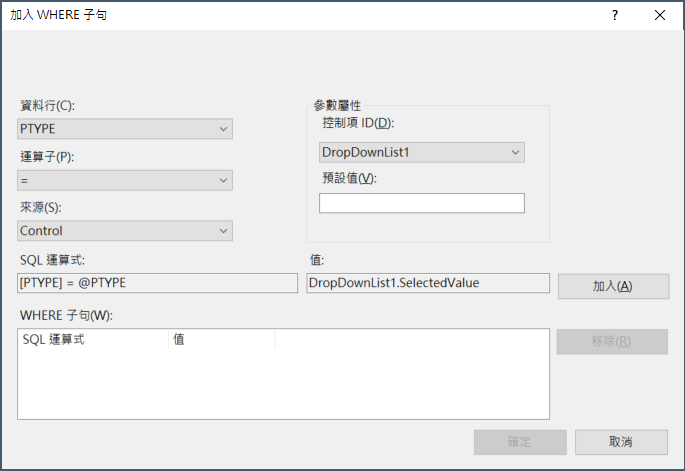 加入 WHERE 子句
?
資料行(C):
PTYPE
運算子(P):
=
來源(S):
Control
參數屬性
控制項 ID(D):
DropDownList1
預設值(V):
SQL 運算式:
[PTYPE] = @PTYPE
值:
DropDownList1.SelectedValue
加入(A)
WHERE 子句(W):
SQL 運算式
值
移除(R)
確定
取消